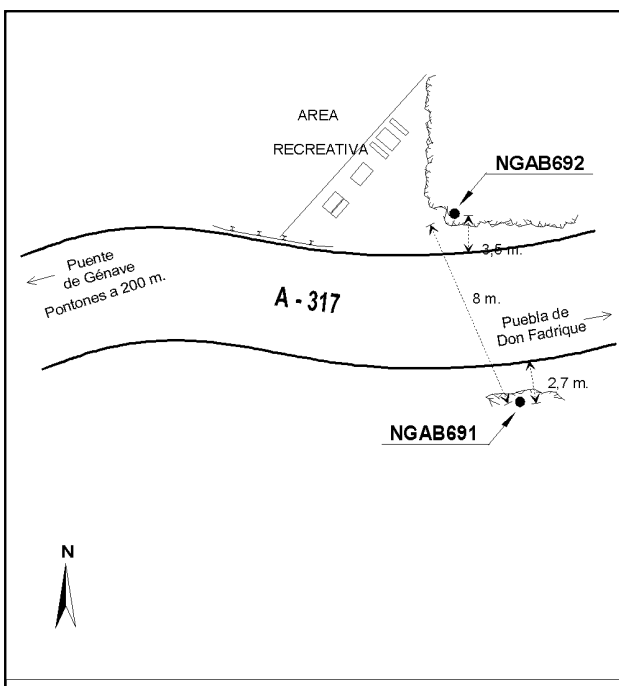 AREA
RECREATIVA
NGAB692
3,5 m.
Puente
de Génave
Pontones a 200 m.
A - 317
8 m.
Puebla de
Don Fadrique
2,7 m.
NGAB691
N